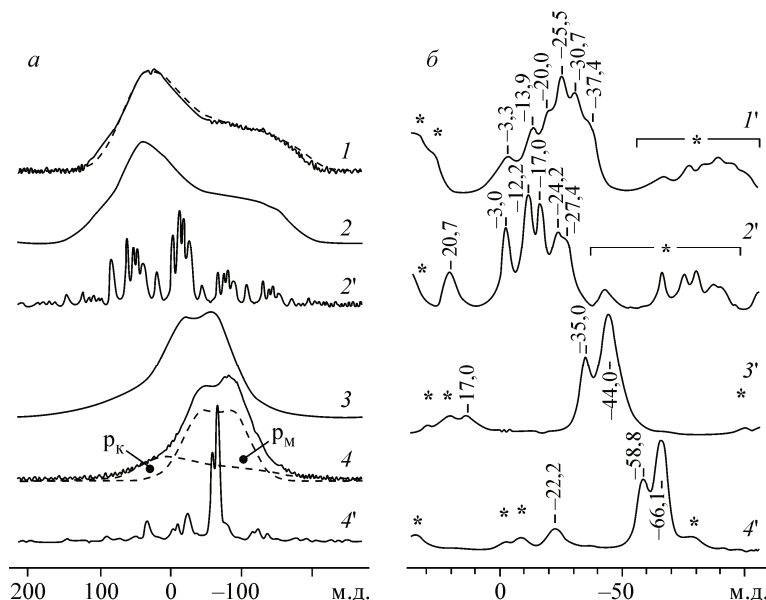 а
1
2
2'
3
рк
рм
4
4'
200 100 0 –100 м.д.
б
* *
–3,3 –13,9 –20,0 –25,5 –30,7 –37,4
*
1'
*
20,7 –3,0 –12,2 –17,0 –24,2 –27,4
*
2'
* *
17,0 –35,0 –44,0
*
3'
*
* *
–22,2 –58,8 –66,1
*
4'
0 –50 м.д.